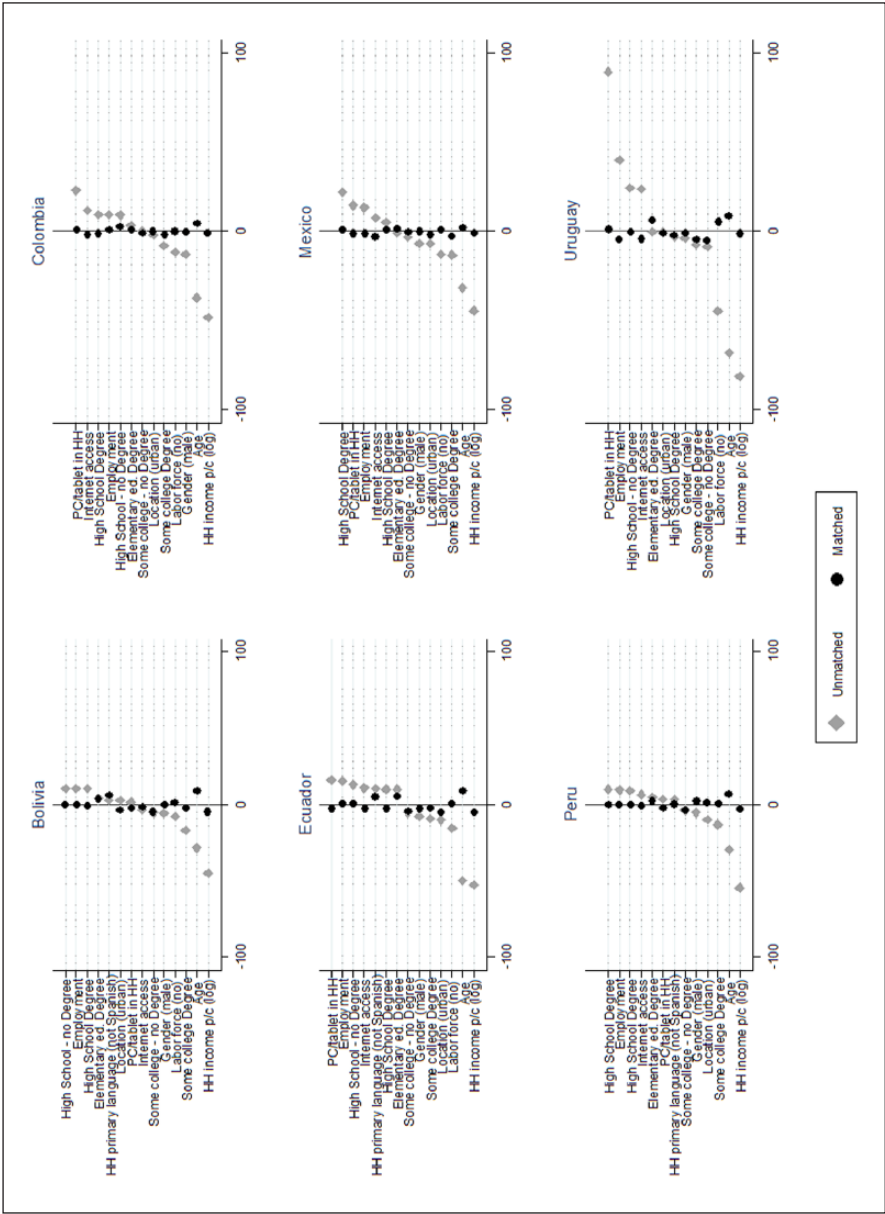 Bolivia
High School - no Degree
Employment
High School Degree
Elementary ed. Degree
HH primary language (not Spanish)
Location (urban)
PC/tablet in HH
Internet access
Some college - no Degree
Gender (male)
Labor force (no)
Some college Degree
Age
HH income p/c (log)
-100 0 100
Colombia
PC/tablet in HH
Internet access
High School Degree
Employment
High School - no Degree
Elementary ed. Degree
Some college - no Degree
Location (urban)
Some college Degree
Labor force (no)
Gender (male)
Age
HH income p/c (log)
-100 0 100
Ecuador
PC/tablet in HH
Employment
High School - no Degree
Internet access
HH primary language (not Spanish)
High School Degree
Elementary ed. Degree
Some college - no Degree
Gender (male)
Some college Degree
Location (urban)
Labor force (no)
Age
HH income p/c (log)
-100 0 100
Mexico
High School Degree
PC/tablet in HH
Employment
Internet access
High School - no Degree
Elementary ed. Degree
Some college - no Degree
Gender (male)
Location (urban)
Labor force (no)
Some college Degree
Age
HH income p/c (log)
-100 0 100
Peru
High School Degree
Employment
High School - no Degree
Internet access
Elementary ed. Degree
PC/tablet in HH
HH primary language (not Spanish)
Some college - no Degree
Gender (male)
Location (urban)
Some college Degree
Age
HH income p/c (log)
-100 0 100
Uruguay
PC/tablet in HH
Employment
High School - no Degree
Internet access
Elementary ed. Degree
Location (urban)
High School Degree
Gender (male)
Some college Degree
Some college - no Degree
Labor force (no)
Age
HH income p/c (log)
-100 0 100
Unmatched Matched